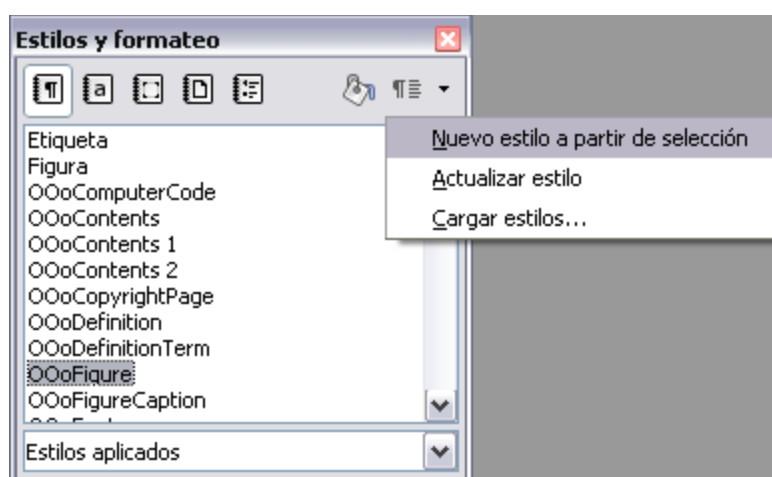 Estilos y formateo
Nuevo estilo a partir de selección
Actualizar estilo
Cargar estilos...
Etiqueta
Figura
OOoComputerCode
OOoContents
OOoContents 1
OOoContents 2
OOoCopyrightPage
OOoDefinition
OOoDefinitionTerm
OOoFigure
OOoFigureCaption
Estilos aplicados